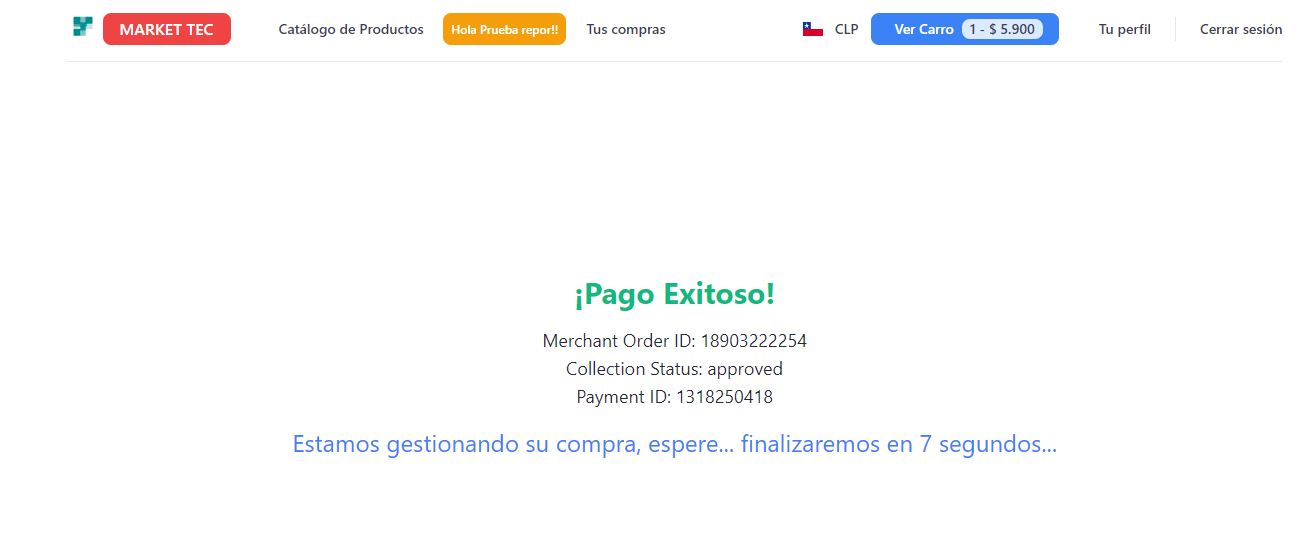 MARKET TEC Catálogo de Productos Hola Prueba repor!! Tus compras CLP Ver Carro 1 - $ 5.900 Tu perfil Cerrar sesión
¡Pago Exitoso!
Merchant Order ID: 18903222254
Collection Status: approved
Payment ID: 1318250418
Estamos gestionando su compra, espere... finalizaremos en 7 segundos...